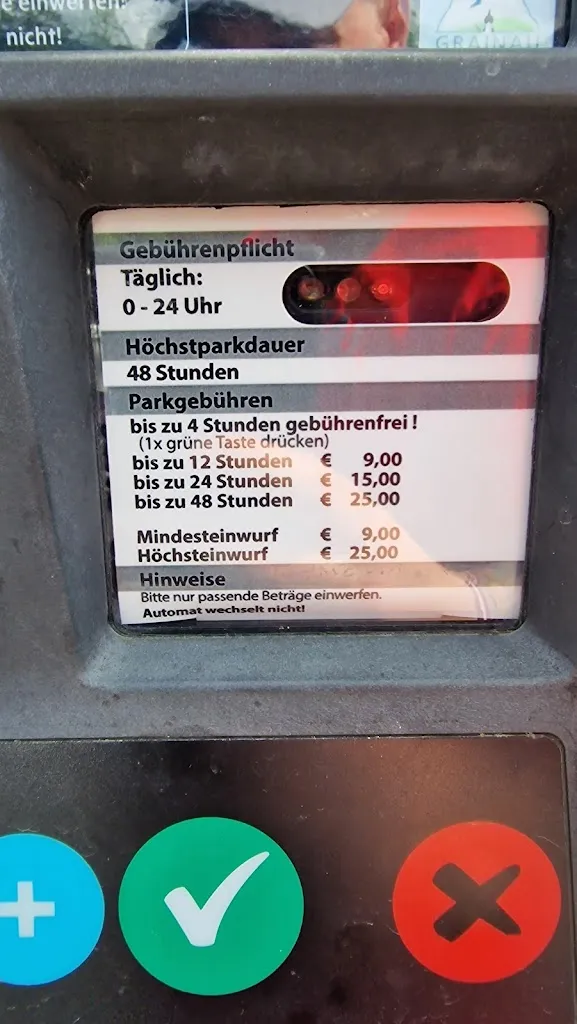 einwerfen.
nicht!
GRAINAU
Gebührenpflicht
Täglich:
0 - 24 Uhr
Höchstparkdauer
48 Stunden
Parkgebühren
bis zu 4 Stunden gebührenfrei!
(1x grüne Taste drücken)
bis zu 12 Stunden € 9,00
bis zu 24 Stunden € 15,00
bis zu 48 Stunden € 25,00
Mindesteinwurf € 9,00
Höchsteinwurf € 25,00
Hinweise
Bitte nur passende Beträge einwerfen.
Automat wechselt nicht!